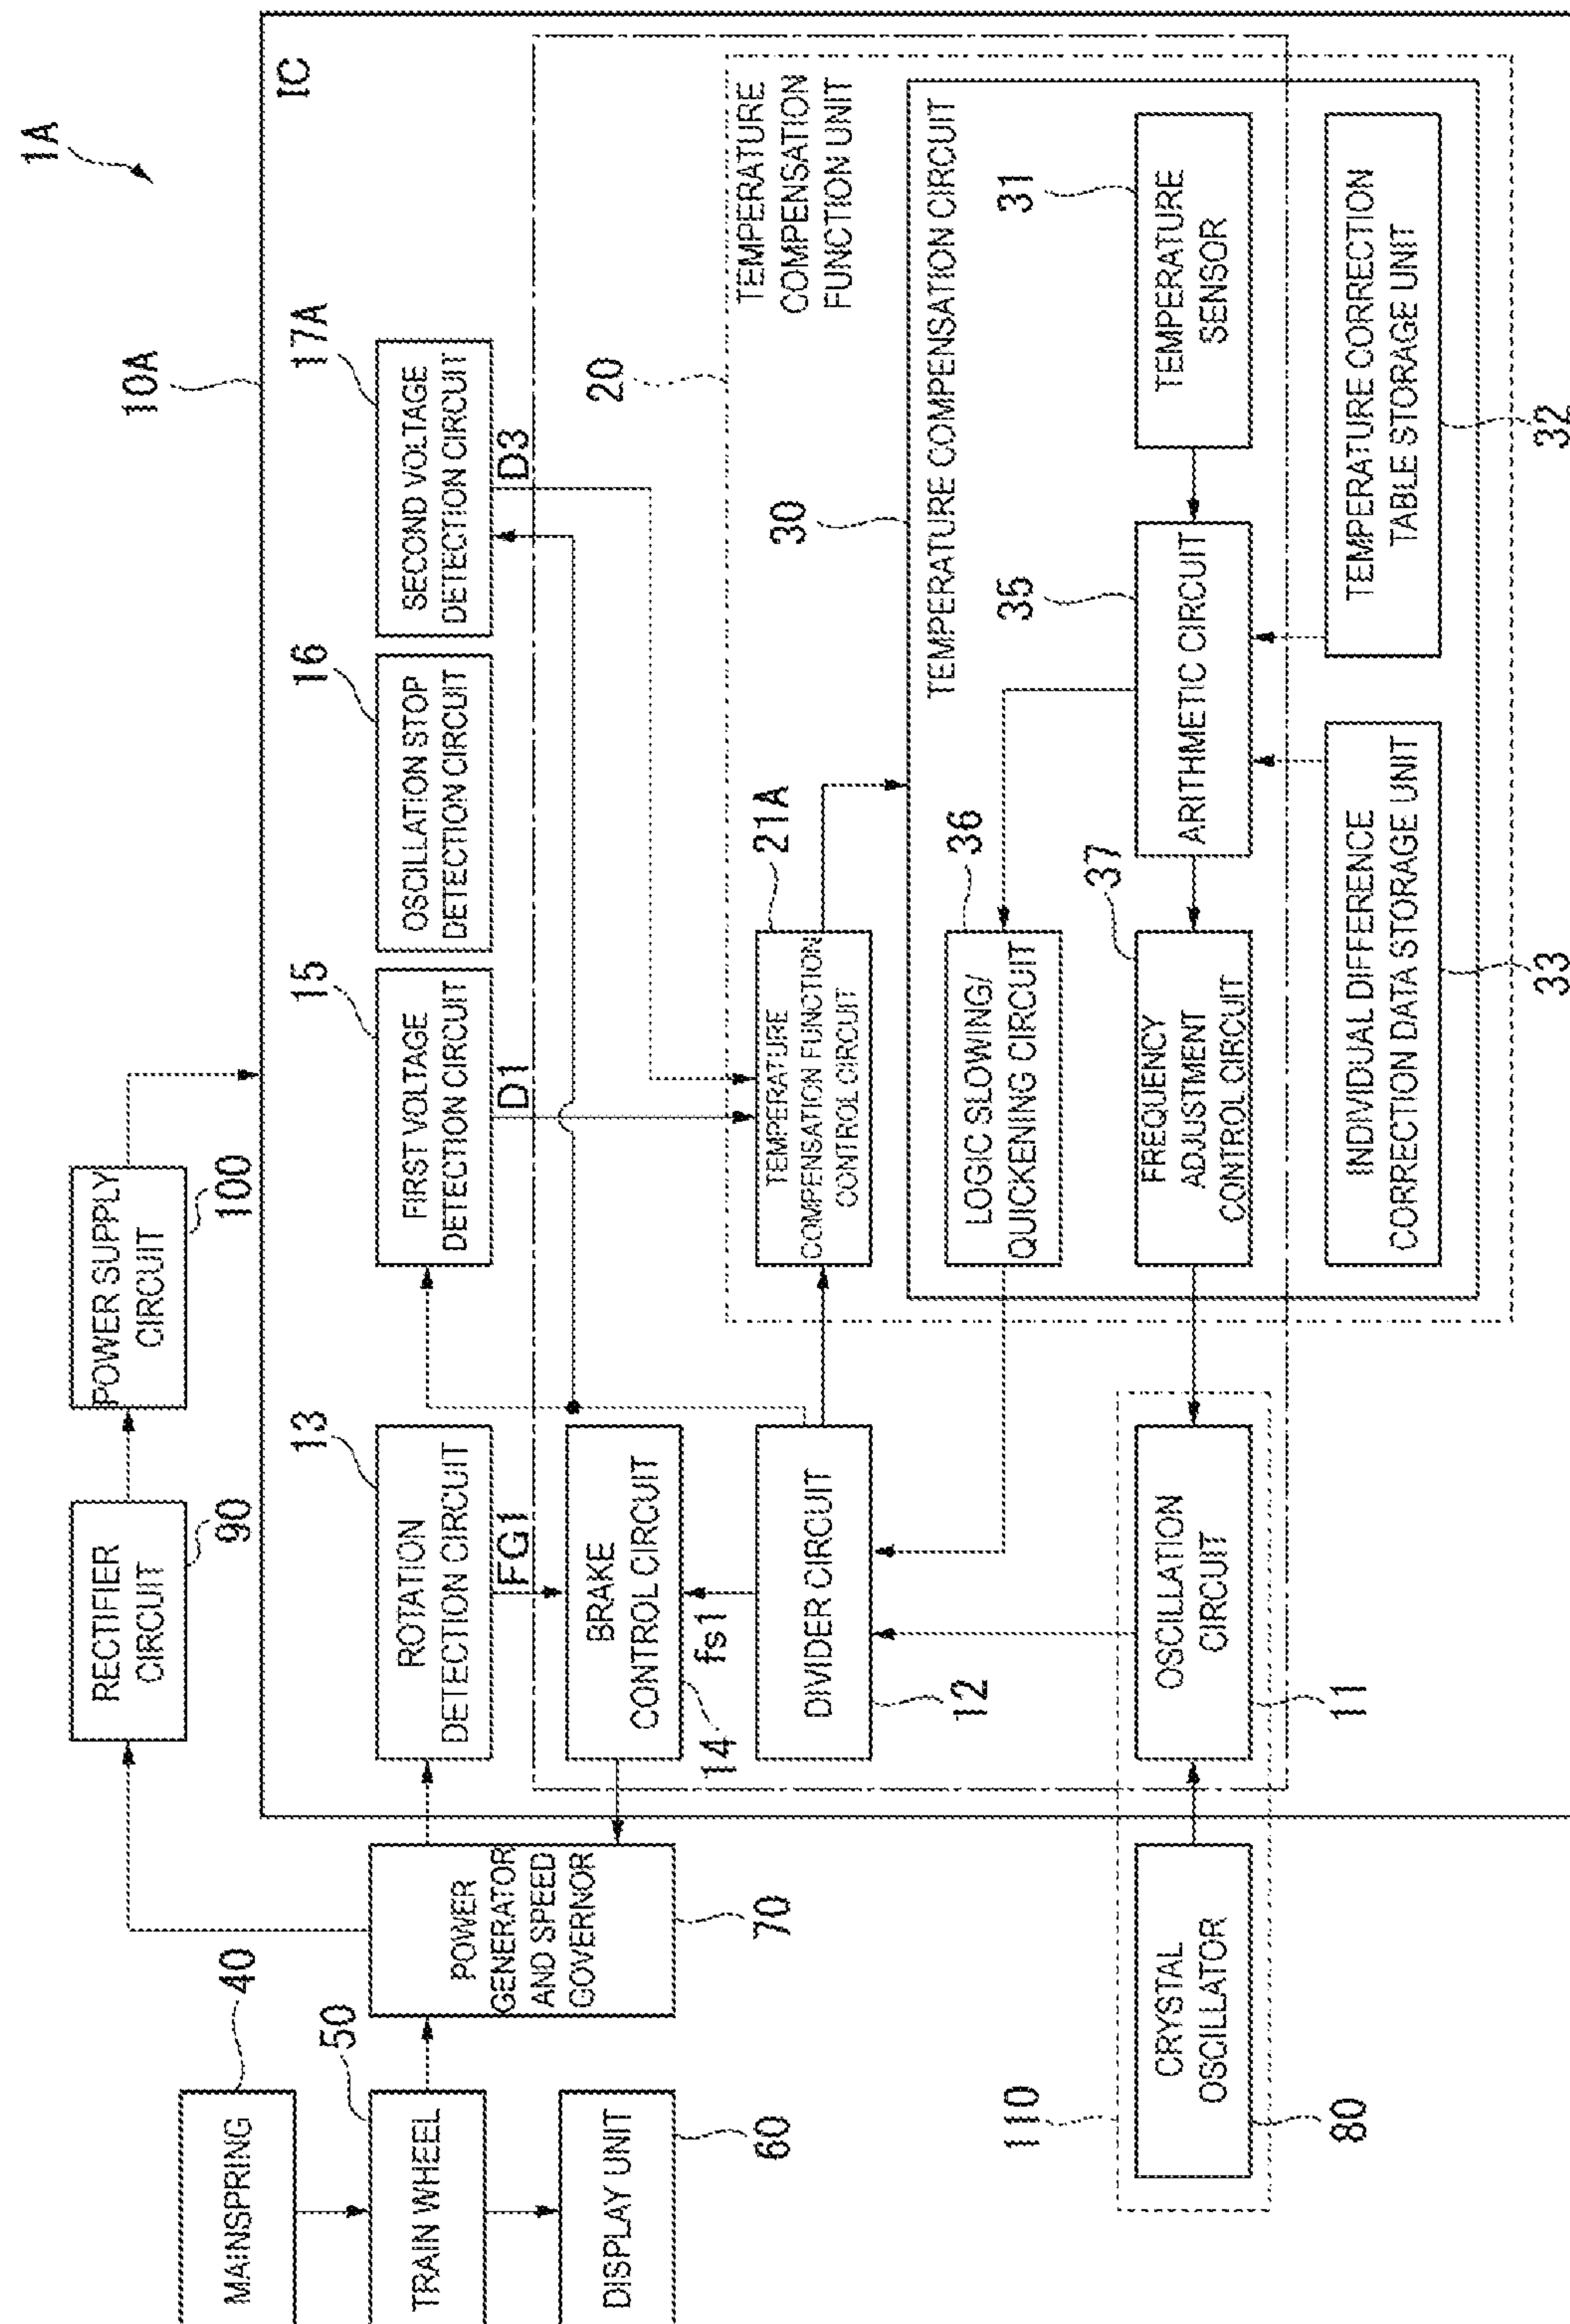 1A
10A
IC
MAINSPRING
40
TRAIN WHEEL
50
DISPLAY UNIT
60
POWER
GENERATOR
AND SPEED
GOVERNOR
70
RECTIFIER
CIRCUIT
90
POWER SUPPLY
CIRCUIT
100
ROTATION
DETECTION CIRCUIT
13
FG1
FIRST VOLTAGE
DETECTION CIRCUIT
15
D1
OSCILLATION STOP
DETECTION CIRCUIT
16
SECOND VOLTAGE
DETECTION CIRCUIT
17A
D3
BRAKE
CONTROL CIRCUIT
14
fs1
DIVIDER CIRCUIT
12
20
TEMPERATURE
COMPENSATION
FUNCTION UNIT
TEMPERATURE
COMPENSATION FUNCTION
CONTROL CIRCUIT
21A
30
TEMPERATURE COMPENSATION CIRCUIT
LOGIC SLOWING/
QUICKENING CIRCUIT
36
FREQUENCY
ADJUSTMENT
CONTROL CIRCUIT
37
ARITHMETIC CIRCUIT
35
TEMPERATURE
SENSOR
31
INDIVIDUAL DIFFERENCE
CORRECTION DATA STORAGE UNIT
33
TEMPERATURE CORRECTION
TABLE STORAGE UNIT
32
110
CRYSTAL
OSCILLATOR
80
OSCILLATION
CIRCUIT
11